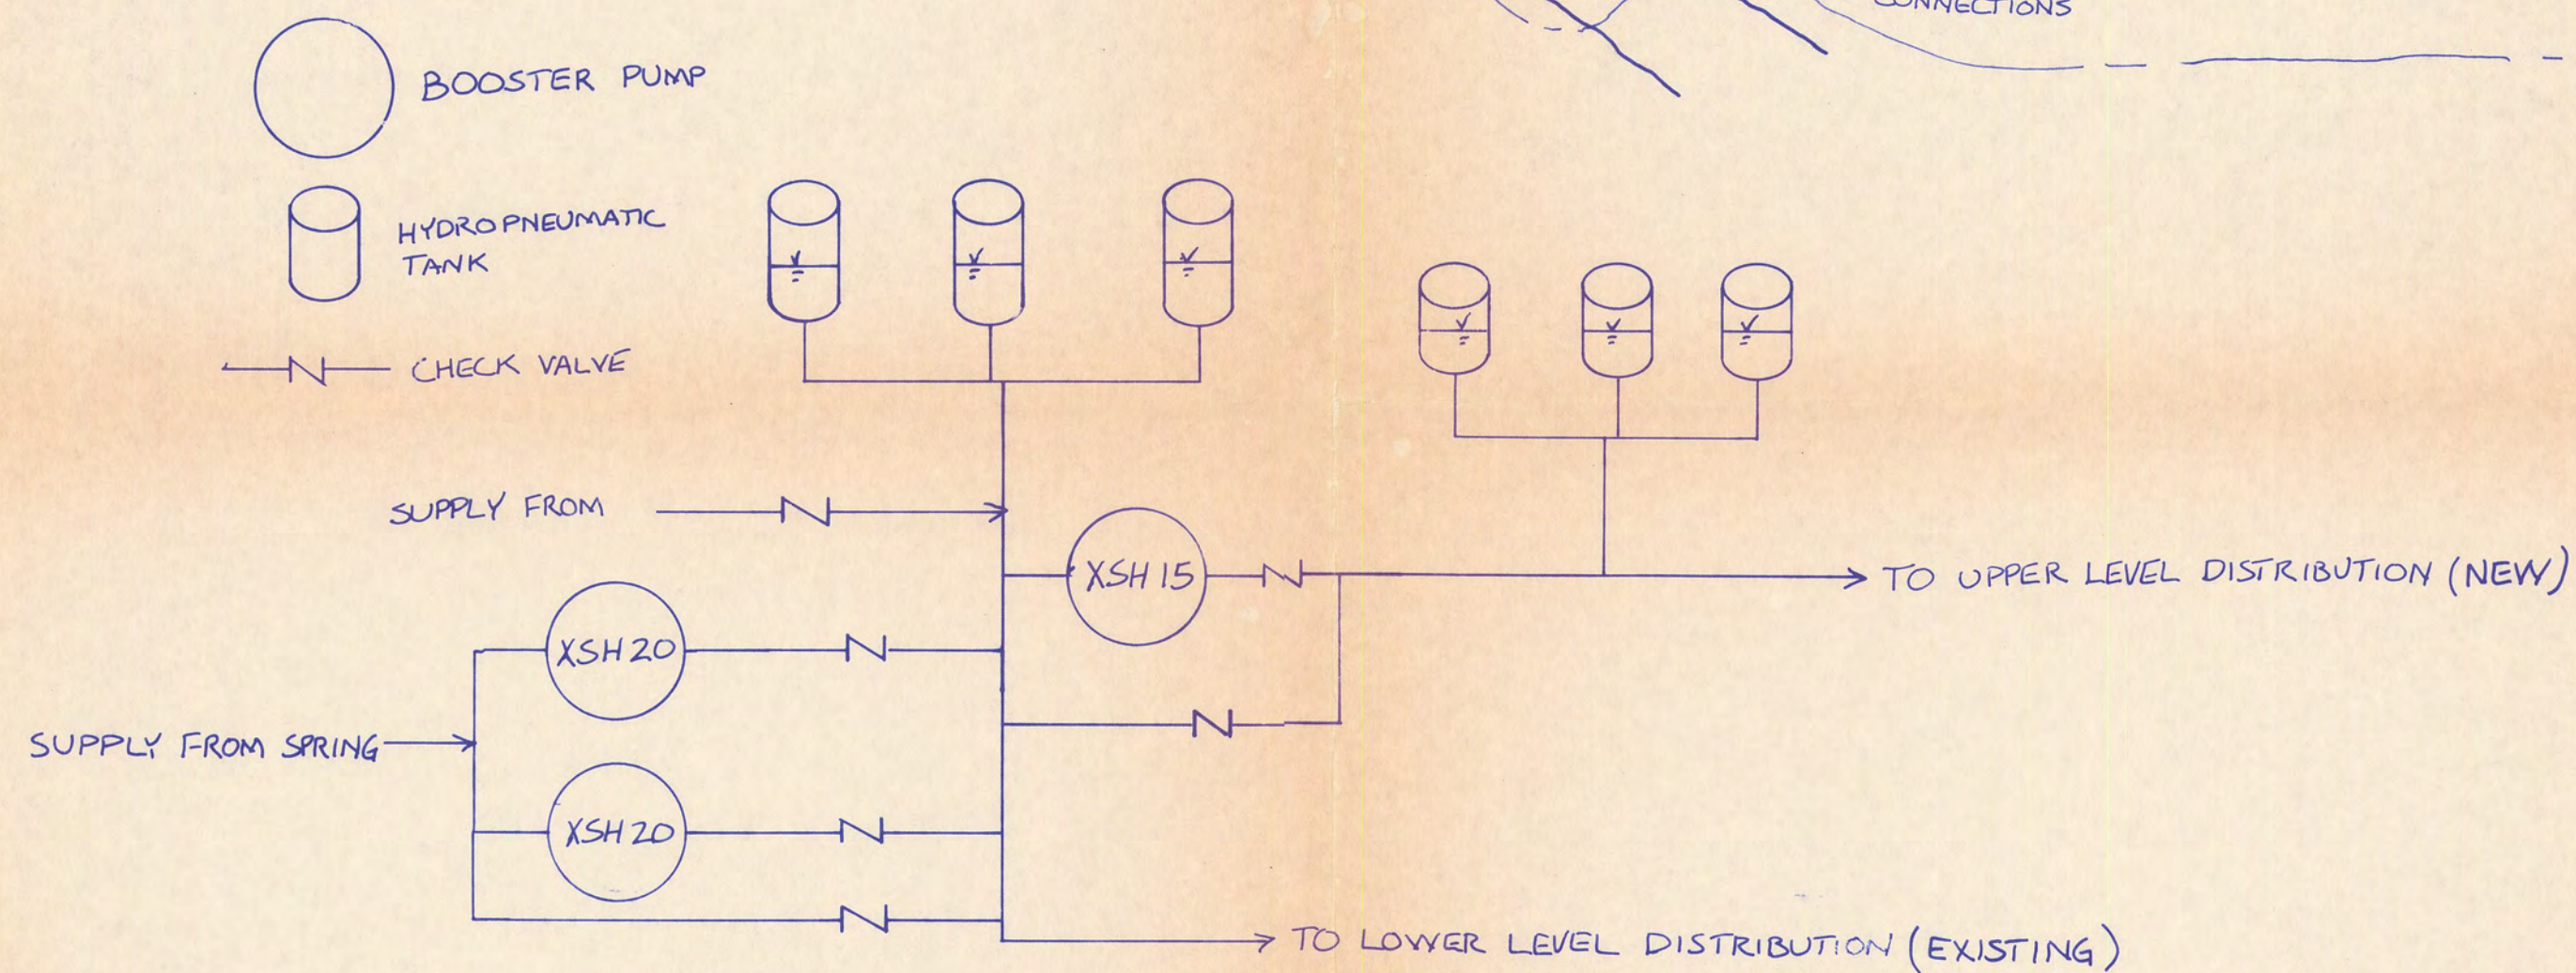 CONNECTIONS
BOOSTER PUMP
HYDROPNEUMATIC
TANK
CHECK VALVE
SUPPLY FROM
XSH 15
TO UPPER LEVEL DISTRIBUTION (NEW)
XSH 20
SUPPLY FROM SPRING
XSH 20
TO LOWER LEVEL DISTRIBUTION (EXISTING)